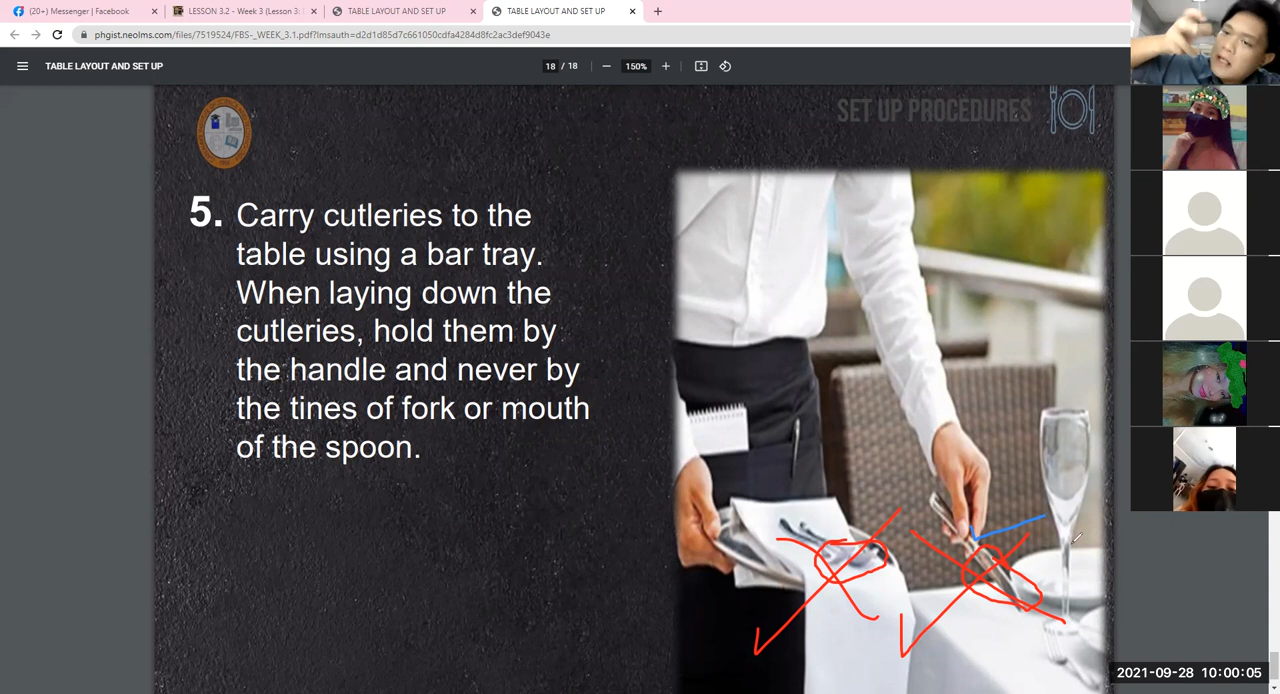 (20+) Messenger | Facebook
LESSON 3.2 - Week 3 (Lesson 3:
TABLE LAYOUT AND SET UP
TABLE LAYOUT AND SET UP
phgist.neolms.com/files/7519524/FBS-_WEEK_3.1.pdf?lmsauth=d2d1d85d7c661050cdfa4284d8fc2ac3def9043e
TABLE LAYOUT AND SET UP
18 / 18
150%
SET UP PROCEDURES
5. Carry cutleries to the
table using a bar tray.
When laying down the
cutleries, hold them by
the handle and never by
the tines of fork or mouth
of the spoon.
2021-09-28 10:00:05